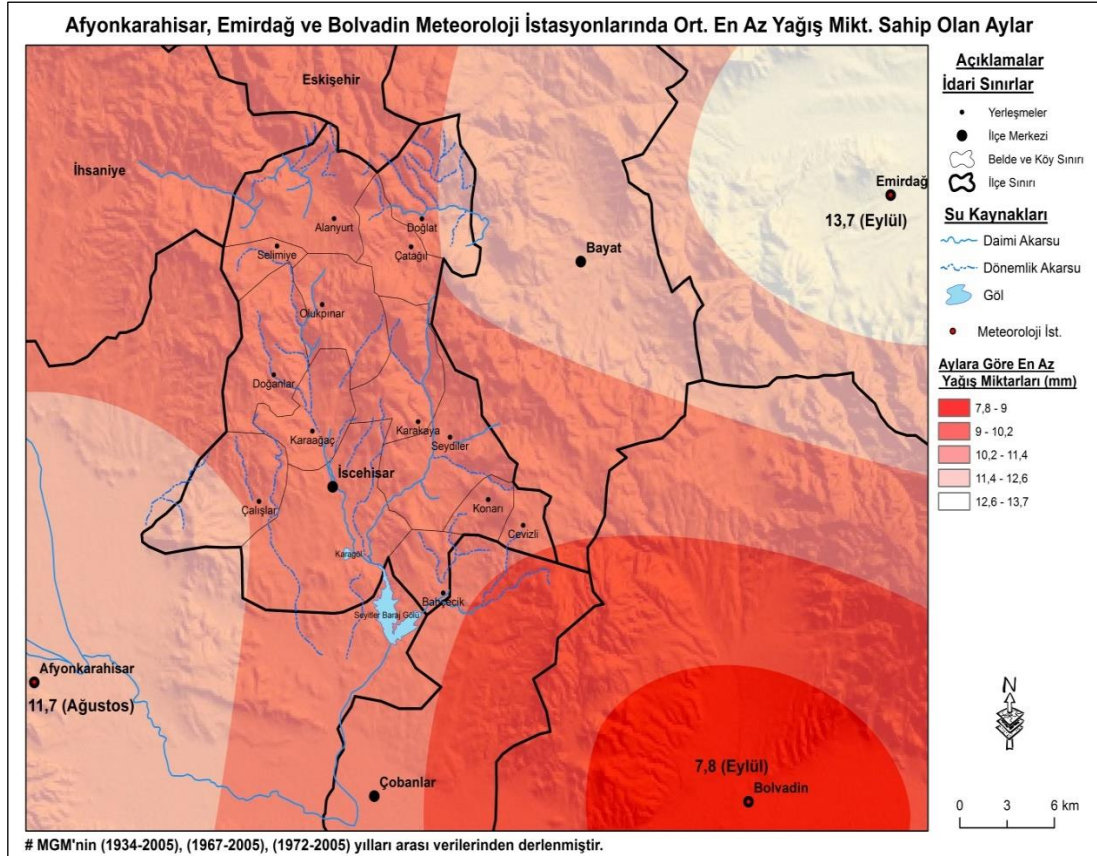 Afyonkarahisar, Emirdağ ve Bolvadin Meteoroloji İstasyonlarında Ort. En Az Yağış Mikt. Sahip Olan Aylar
Eskişehir
İhsaniye
Emirdağ
13,7 (Eylül)
Alanyurt
Doğlat
Selimiye
Çatağıl
Bayat
Olukpınar
Doğanlar
Karaağaç
Karakaya
Seydiler
İscehisar
Çalışlar
Konarı
Cevizli
Karagöl
Bahçecik
Seyitler Baraj Gölü
Afyonkarahisar
11,7 (Ağustos)
7,8 (Eylül)
Bolvadin
Çobanlar
Açıklamalar
İdari Sınırlar
Yerleşmeler
İlçe Merkezi
Belde ve Köy Sınırı
İlçe Sınırı
Su Kaynakları
Daimi Akarsu
Dönemlik Akarsu
Göl
Meteoroloji İst.
Aylara Göre En Az
Yağış Miktarları (mm)
7,8 - 9
9 - 10,2
10,2 - 11,4
11,4 - 12,6
12,6 - 13,7
N
0 3 6 km
# MGM'nin (1934-2005), (1967-2005), (1972-2005) yılları arası verilerinden derlenmiştir.